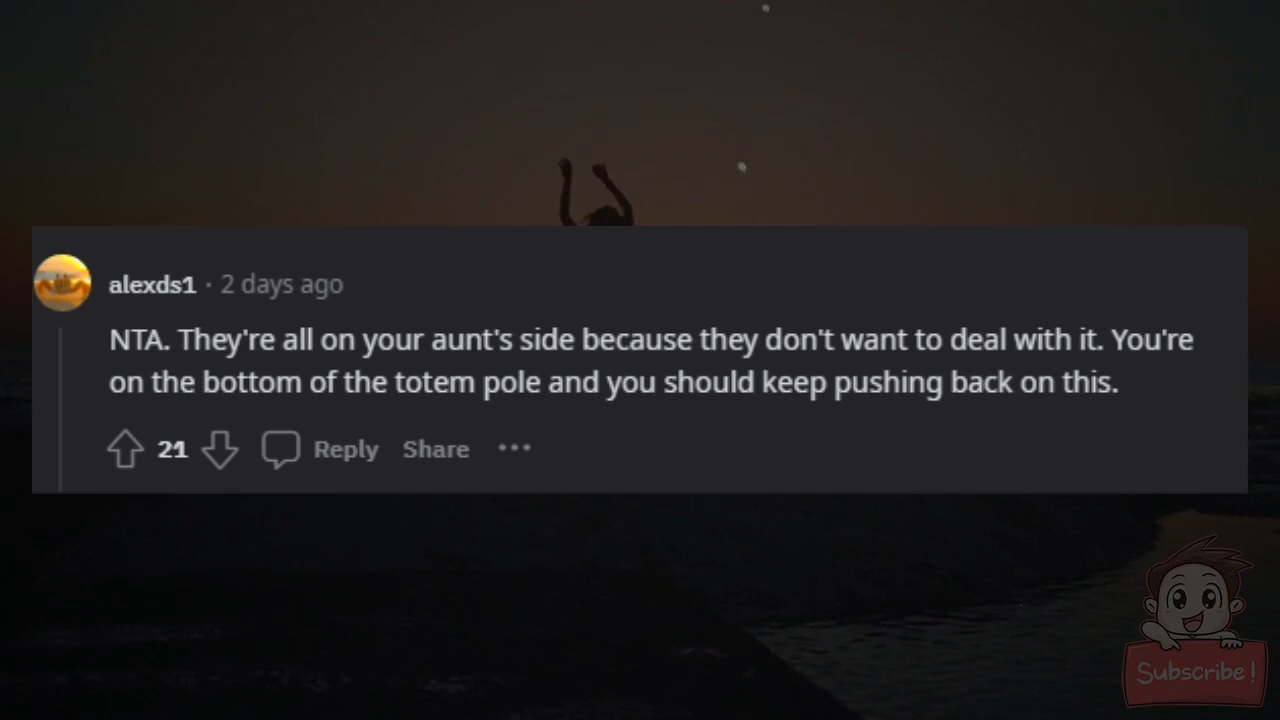 alexds1 · 2 days ago
NTA. They're all on your aunt's side because they don't want to deal with it. You're
on the bottom of the totem pole and you should keep pushing back on this.
21 Reply Share ···
Subscribe!